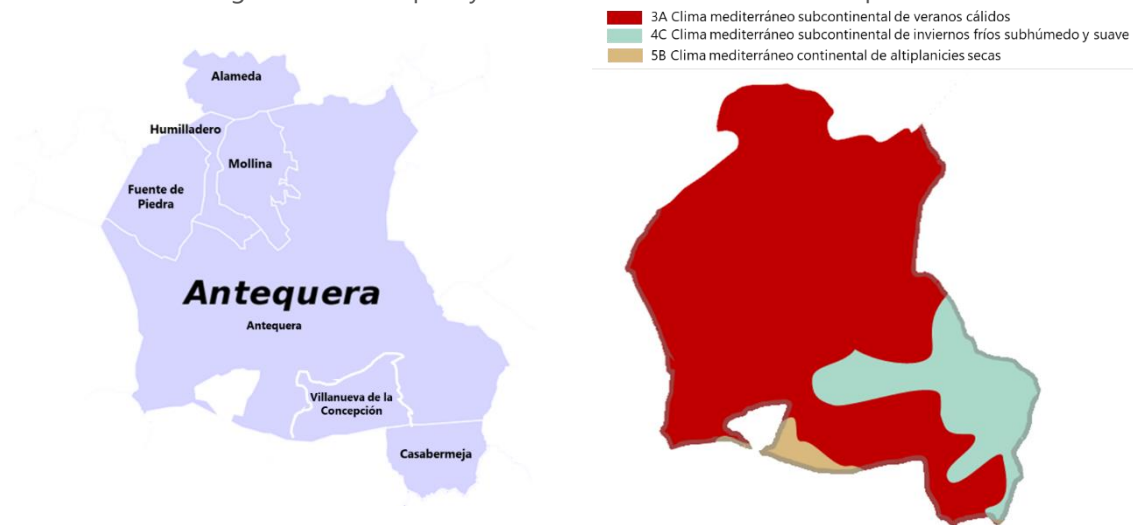 3A Clima mediterráneo subcontinental de veranos cálidos
4C Clima mediterráneo subcontinental de inviernos fríos subhúmedo y suave
5B Clima mediterráneo continental de altiplanicies secas
Alameda
Humilladero
Mollina
Fuente de
Piedra
Antequera
Antequera
Villanueva de la
Concepción
Casabermeja